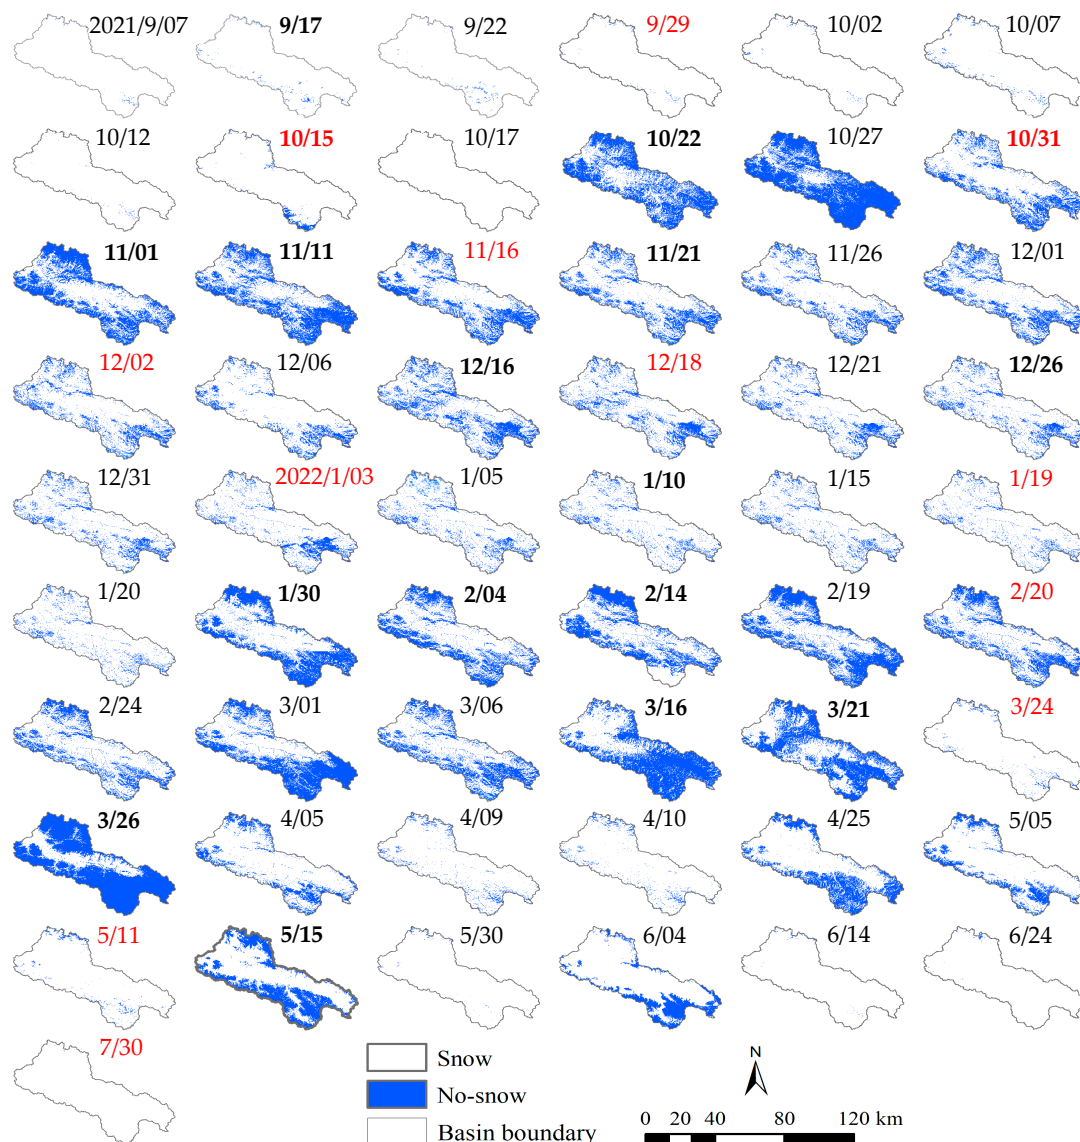 2021/9/07 9/17 9/22 9/29 10/02 10/07
10/12 10/15 10/17 10/22 10/27 10/31
11/01 11/11 11/16 11/21 11/26 12/01
12/02 12/06 12/16 12/18 12/21 12/26
12/31 2022/1/03 1/05 1/10 1/15 1/19
1/20 1/30 2/04 2/14 2/19 2/20
2/24 3/01 3/06 3/16 3/21 3/24
3/26 4/05 4/09 4/10 4/25 5/05
5/11 5/15 5/30 6/04 6/14 6/24
7/30
Snow
No-snow
Basin boundary
N
0 20 40 80 120 km